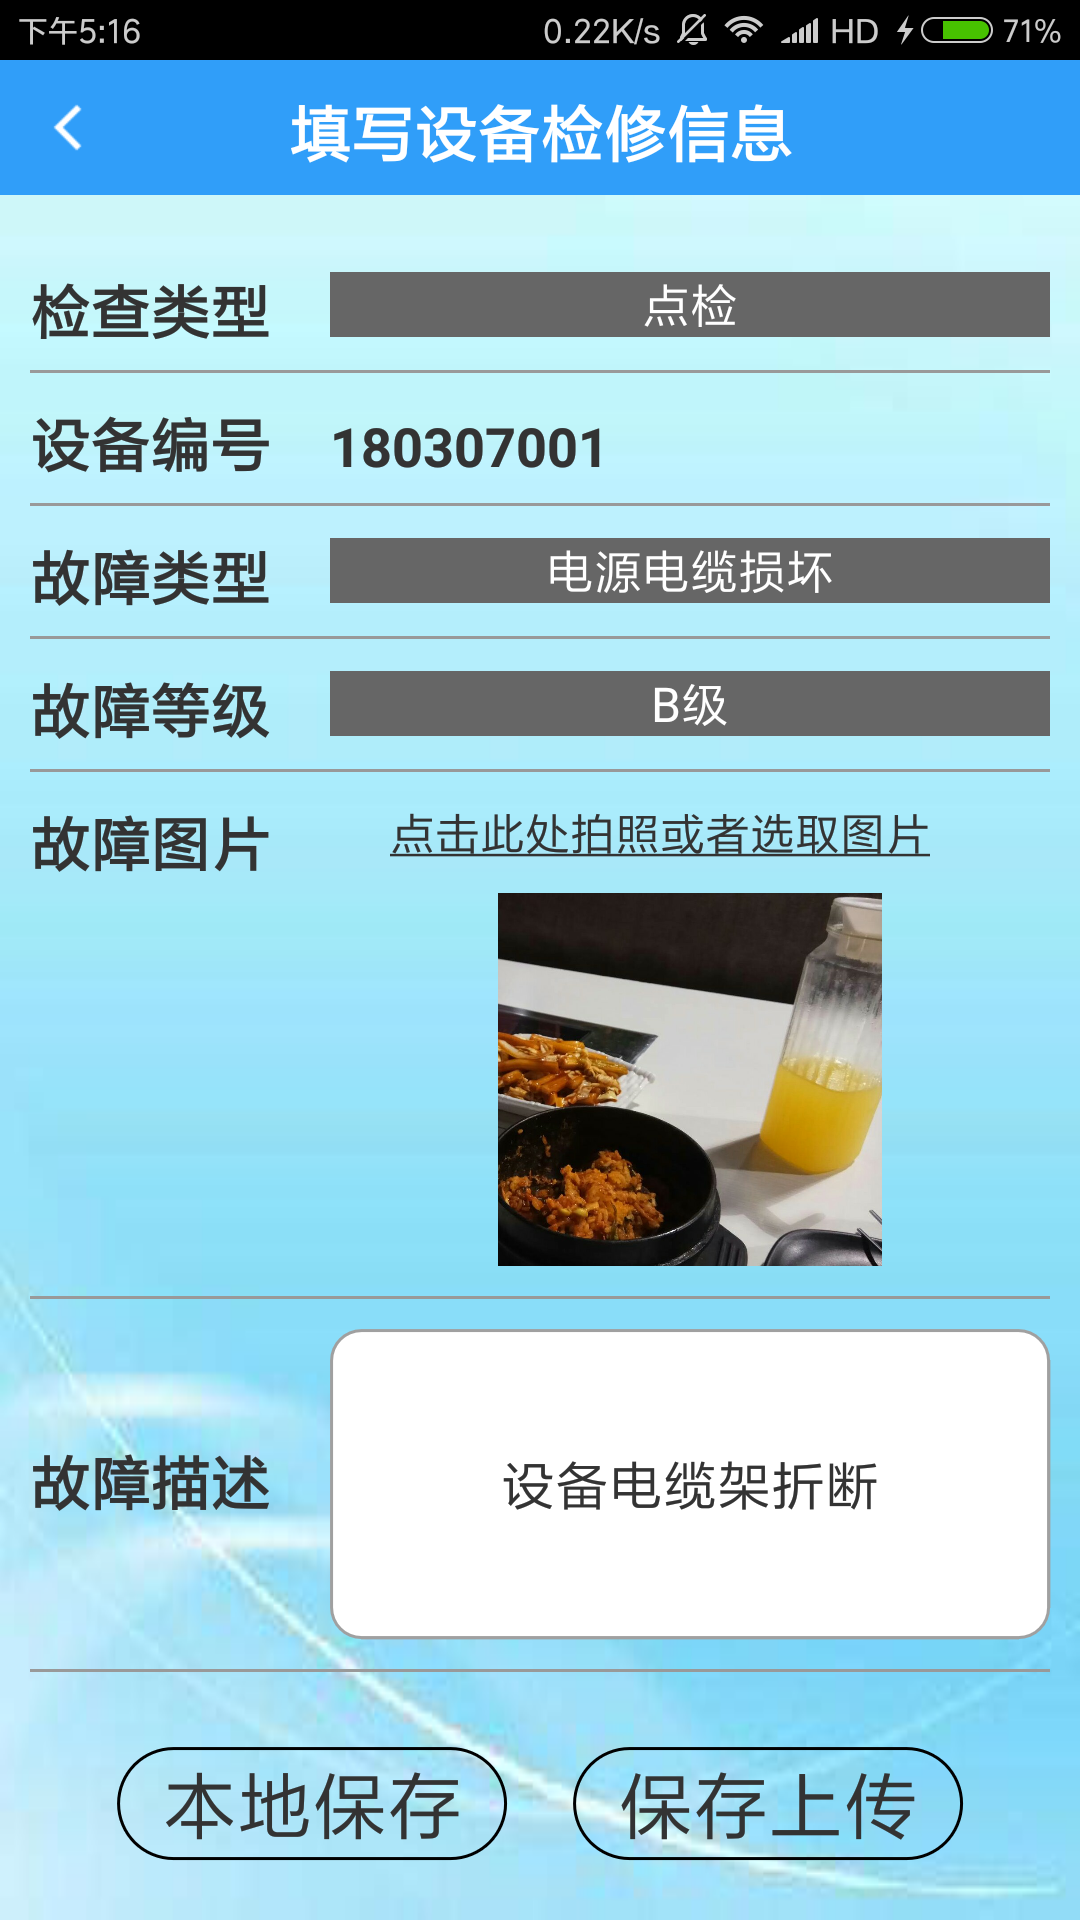 下午5:16 0.22K/s HD 71%
填写设备检修信息
检查类型 点检
设备编号 180307001
故障类型 电源电缆损坏
故障等级 B级
故障图片 点击此处拍照或者选取图片
故障描述 设备电缆架折断
本地保存 保存上传